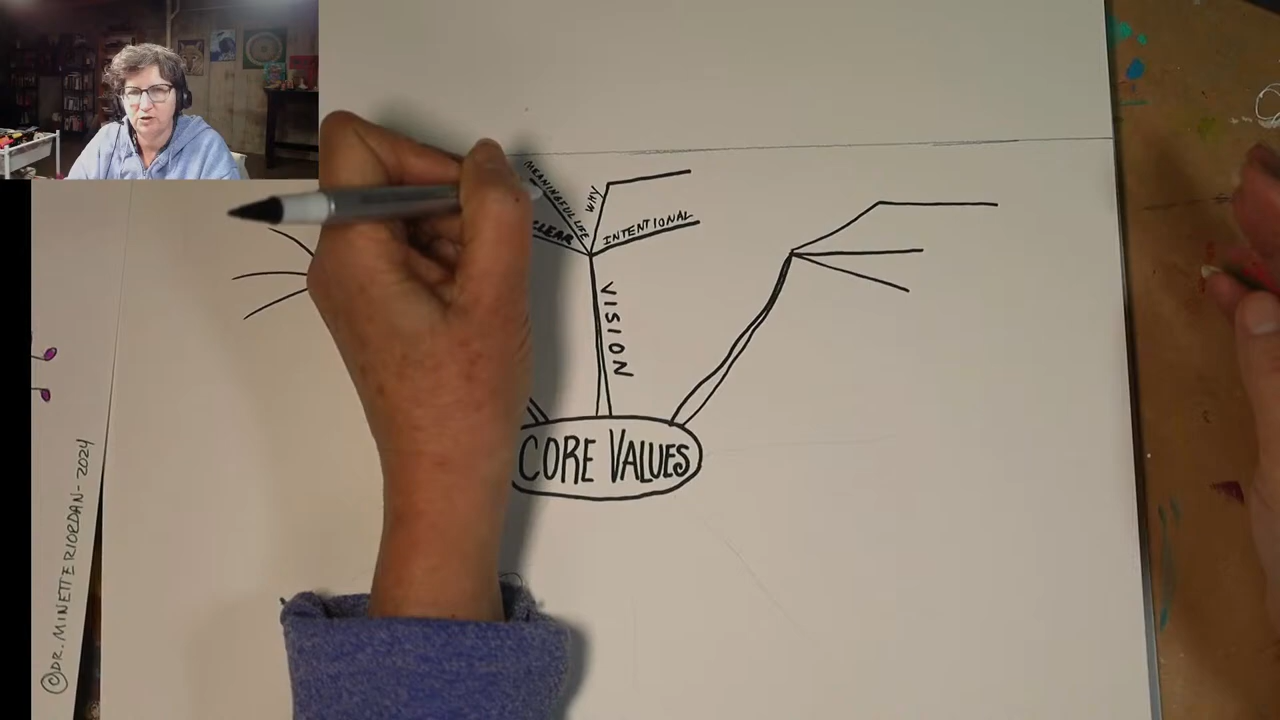 MEANINGFUL LIFE
WHY
CLEAR
INTENTIONAL
VISION
CORE VALUES
©DR. MINETTE RIORDAN - 2024